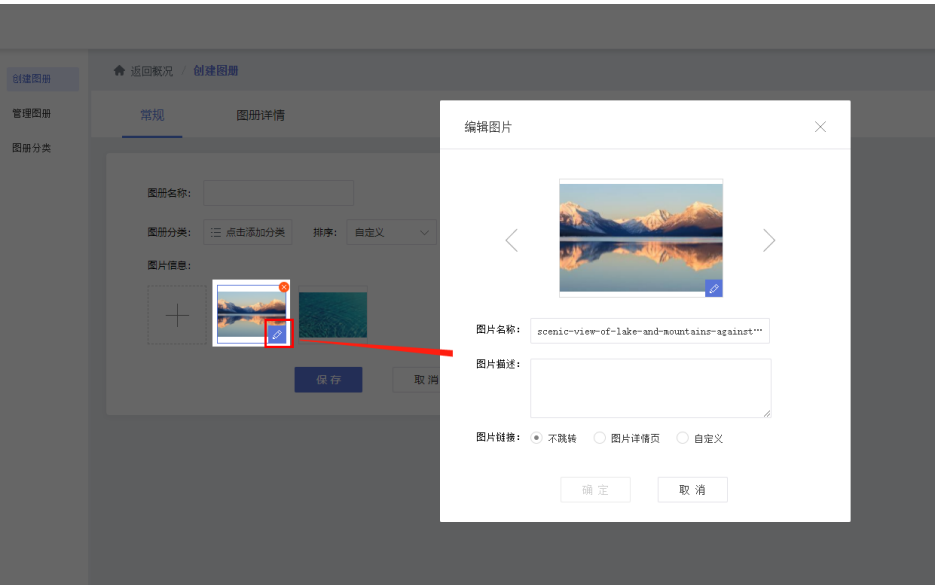 创建图册
管理图册
图册分类
返回概况 / 创建图册
常规 图册详情
图册名称：
图册分类： 点击添加分类 排序： 自定义
图片信息：
保存 取消
编辑图片
图片名称： scenic-view-of-lake-and-mountains-against…
图片描述：
图片链接： 不跳转 图片详情页 自定义
确定 取消